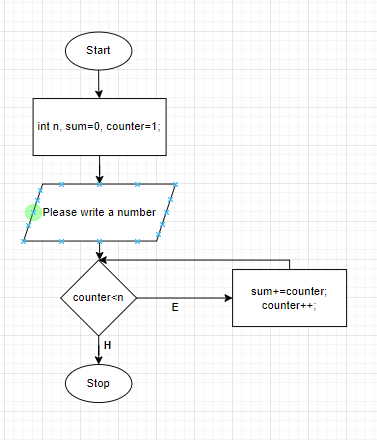 Start
int n, sum=0, counter=1;
Please write a number
counter<n
E
sum+=counter;
counter++;
H
Stop